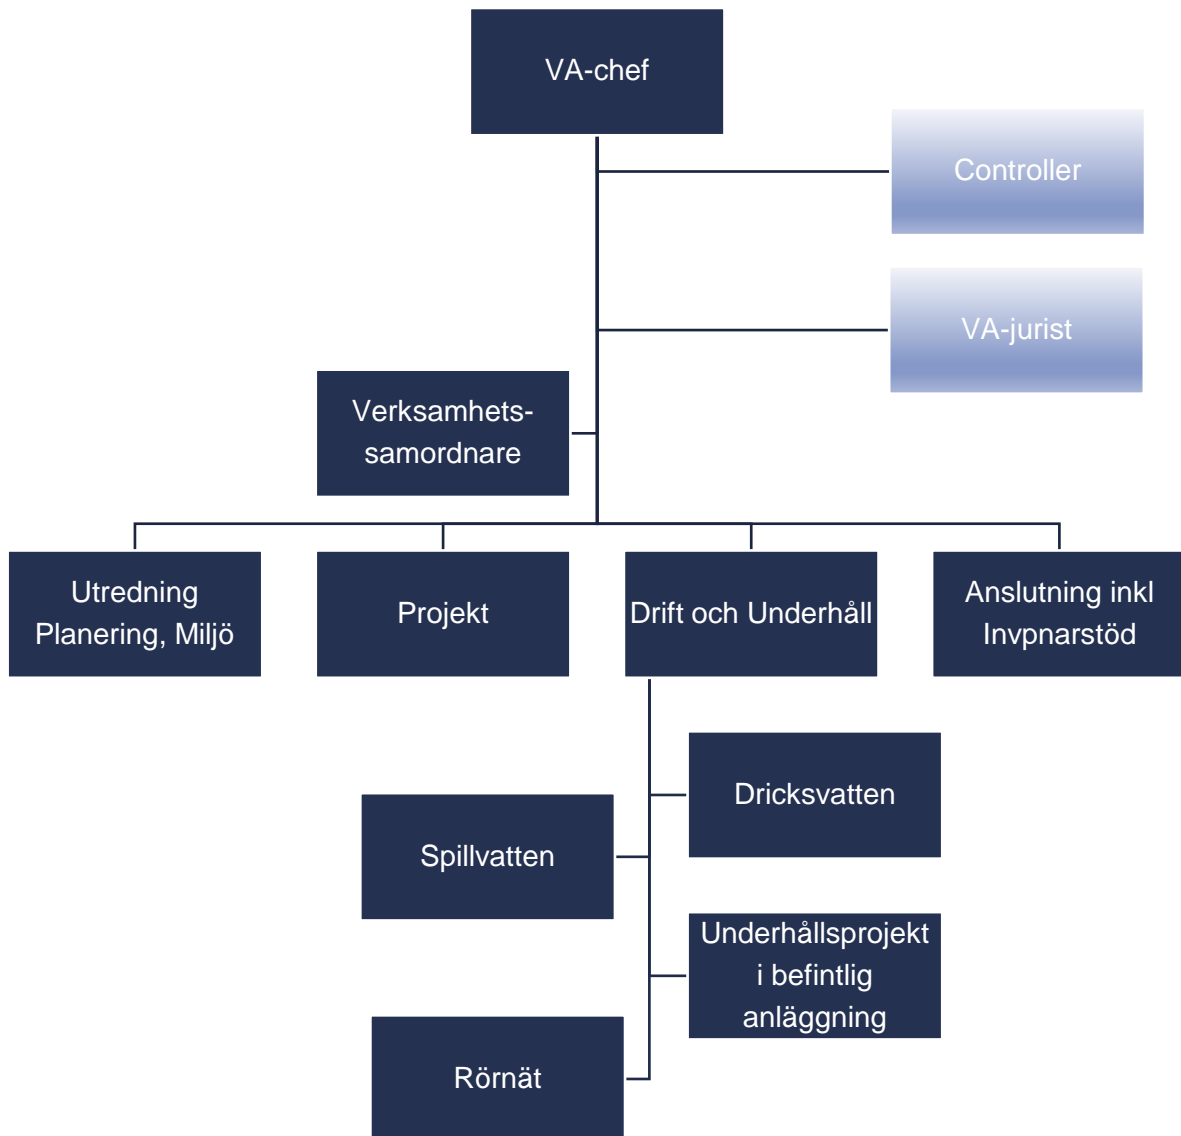 VA-chef
Controller
VA-jurist
Verksamhets-
samordnare
Utredning
Planering, Miljö
Projekt
Drift och Underhåll
Anslutning inkl
Invpnarstöd
Dricksvatten
Spillvatten
Underhållsprojekt
i befintlig
anläggning
Rörnät